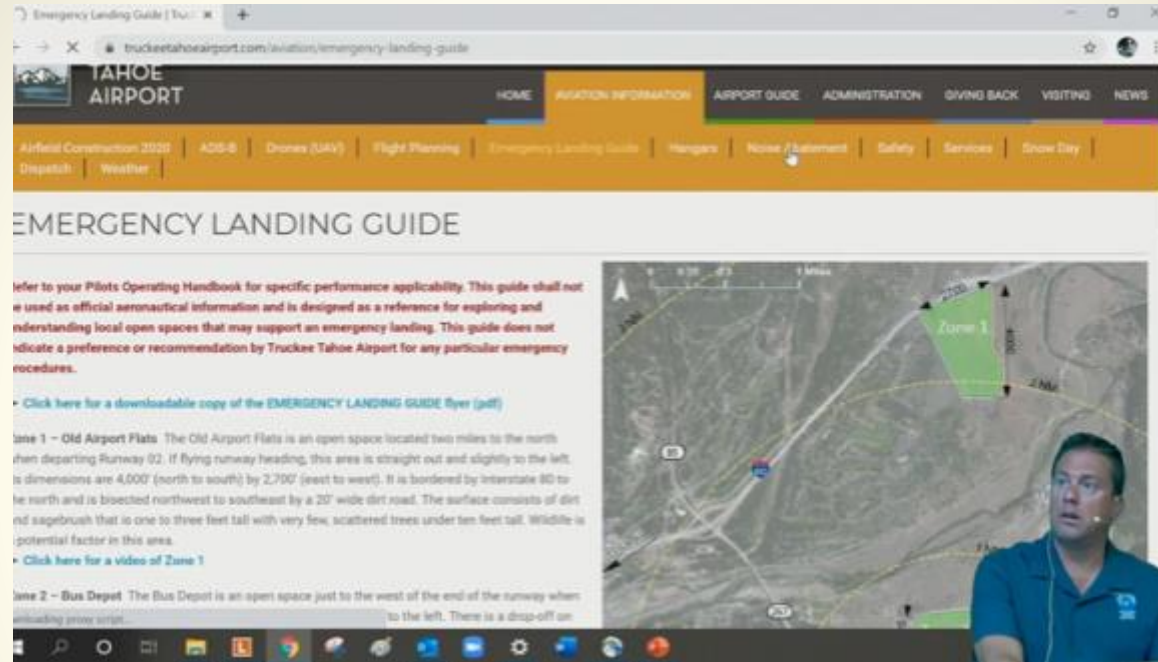 Emergency Landing Guide | Truc
truckeetahoeairport.com/aviation/emergency-landing-guide
TAHOE
AIRPORT
HOME AVIATION INFORMATION AIRPORT GUIDE ADMINISTRATION GIVING BACK VISITING NEWS
Airfield Construction 2020 | ADS-B | Drones (UAV) | Flight Planning | Emergency Landing Guide | Hangars | Noise Abatement | Safety | Services | Snow Day |
Dispatch | Weather |
EMERGENCY LANDING GUIDE
Refer to your Pilots Operating Handbook for specific performance applicability. This guide shall not
be used as official aeronautical information and is designed as a reference for exploring and
understanding local open spaces that may support an emergency landing. This guide does not
indicate a preference or recommendation by Truckee Tahoe Airport for any particular emergency
procedures.
Click here for a downloadable copy of the EMERGENCY LANDING GUIDE flyer (pdf)
Zone 1 – Old Airport Flats The Old Airport Flats is an open space located two miles to the north
when departing Runway 02. If flying runway heading, this area is straight out and slightly to the left.
Its dimensions are 4,000' (north to south) by 2,700' (east to west). It is bordered by Interstate 80 to
the north and is bisected northwest to southeast by a 20' wide dirt road. The surface consists of dirt
and sagebrush that is one to three feet tall with very few, scattered trees under ten feet tall. Wildlife is
a potential factor in this area.
Click here for a video of Zone 1
Zone 2 – Bus Depot The Bus Depot is an open space just to the west of the end of the runway when
to the left. There is a drop-off on
Downloading proxy script...
1 Miles
2700
Zone 1
4000
3 NM
2 NM
267